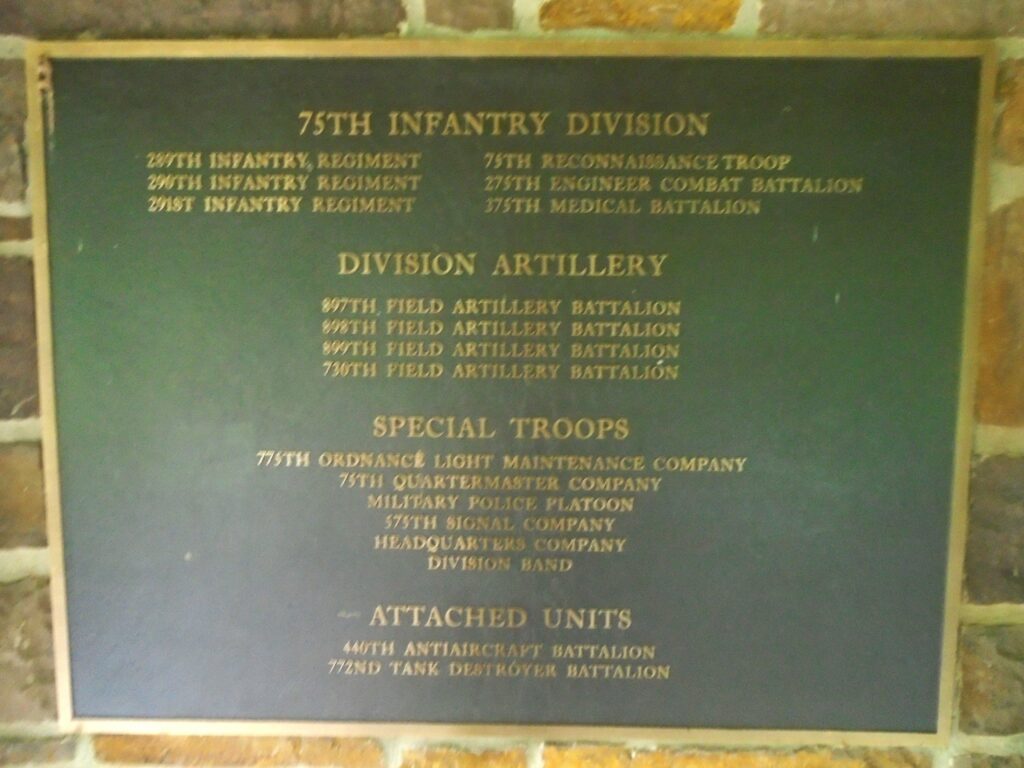 75TH INFANTRY DIVISION
289TH INFANTRY REGIMENT
290TH INFANTRY REGIMENT
291ST INFANTRY REGIMENT
75TH RECONNAISSANCE TROOP
275TH ENGINEER COMBAT BATTALION
375TH MEDICAL BATTALION
DIVISION ARTILLERY
897TH FIELD ARTILLERY BATTALION
898TH FIELD ARTILLERY BATTALION
899TH FIELD ARTILLERY BATTALION
730TH FIELD ARTILLERY BATTALION
SPECIAL TROOPS
775TH ORDNANCE LIGHT MAINTENANCE COMPANY
75TH QUARTERMASTER COMPANY
MILITARY POLICE PLATOON
575TH SIGNAL COMPANY
HEADQUARTERS COMPANY
DIVISION BAND
ATTACHED UNITS
440TH ANTIAIRCRAFT BATTALION
772ND TANK DESTROYER BATTALION